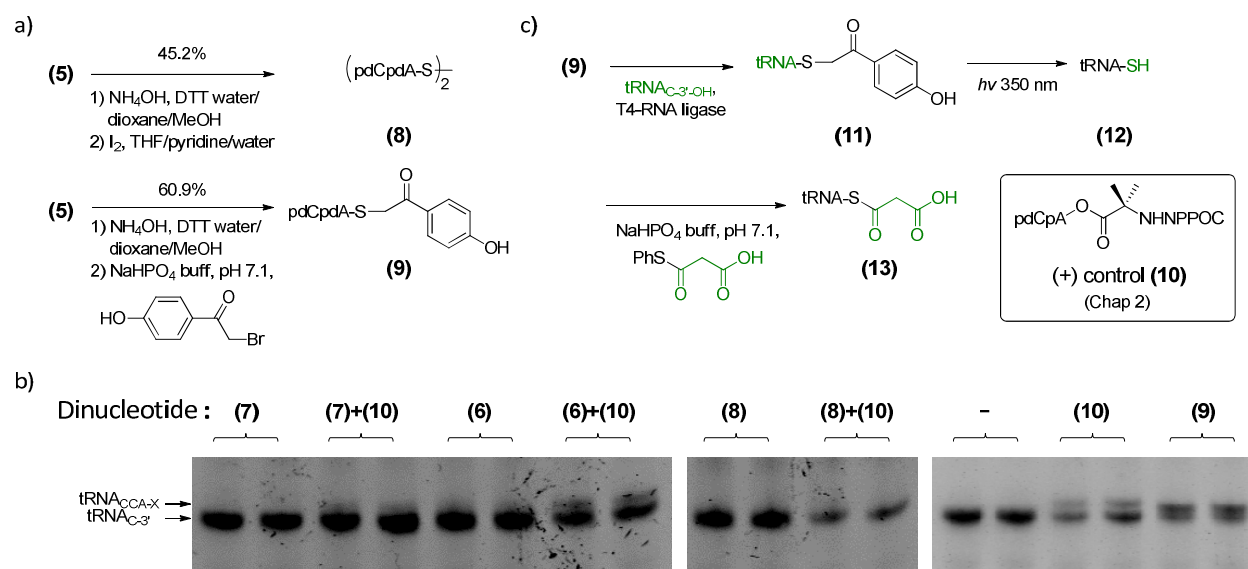 a)
(5)
45.2%
1) NH₄OH, DTT water/
dioxane/MeOH
2) I₂, THF/pyridine/water
(pdCpdA-S)₂
(8)
(5)
60.9%
1) NH₄OH, DTT water/
dioxane/MeOH
2) NaHPO₄ buff, pH 7.1,
HO
O
Br
pdCpdA-S
O
OH
(9)
c)
(9)
tRNA_C-3'-OH,
T4-RNA ligase
tRNA-S
O
OH
(11)
hv 350 nm
tRNA-SH
(12)
NaHPO₄ buff, pH 7.1,
PhS
OH
O
O
tRNA-S
OH
O
O
(13)
pdCpA
O
O
NHNPPOC
(+) control (10)
(Chap 2)
b)
Dinucleotide : (7) (7)+(10) (6) (6)+(10) (8) (8)+(10) – (10) (9)
tRNA_CCA-X
tRNA_C-3'